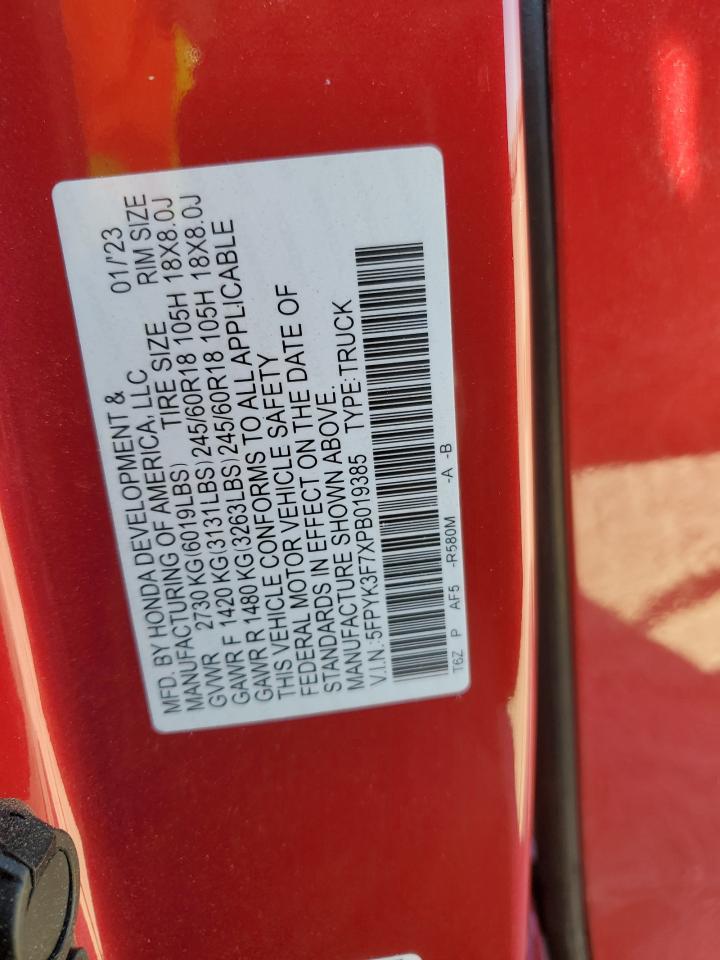 MFD. BY HONDA DEVELOPMENT &
MANUFACTURING OF AMERICA, LLC 01/'23
GVWR 2730 KG(6019LBS) TIRE SIZE RIM SIZE
GAWR F 1420 KG(3131LBS) 245/60R18 105H 18X8.0J
GAWR R 1480 KG(3263LBS) 245/60R18 105H 18X8.0J
THIS VEHICLE CONFORMS TO ALL APPLICABLE
FEDERAL MOTOR VEHICLE SAFETY
STANDARDS IN EFFECT ON THE DATE OF
MANUFACTURE SHOWN ABOVE.
V.I.N.:5FPYK3F7XPB019385 TYPE:TRUCK
T6Z P AF5 -R580M -A -B